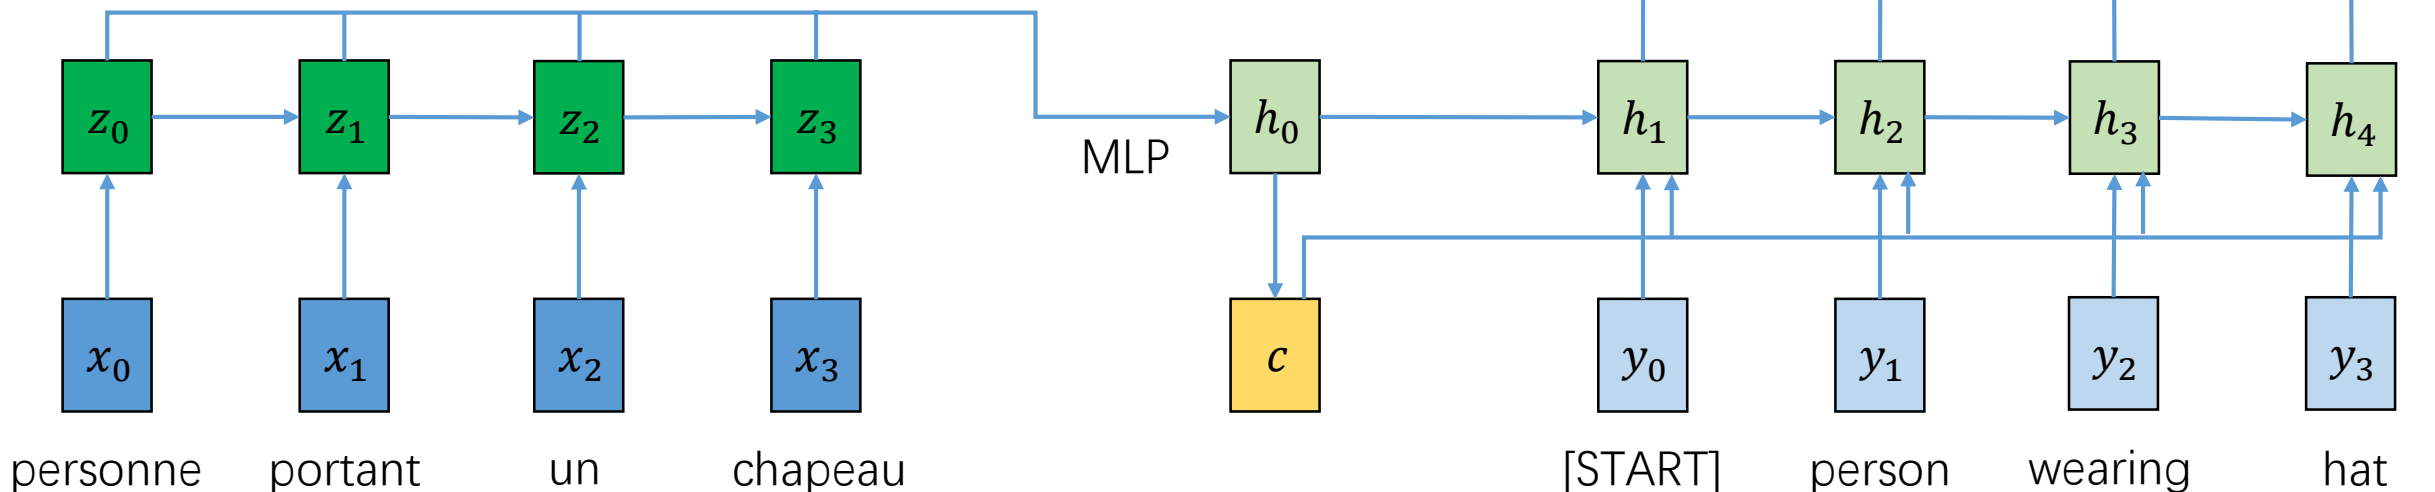 z₀ z₁ z₂ z₃ h₀ h₁ h₂ h₃ h₄
MLP
x₀ x₁ x₂ x₃ c y₀ y₁ y₂ y₃
personne portant un chapeau [START] person wearing hat